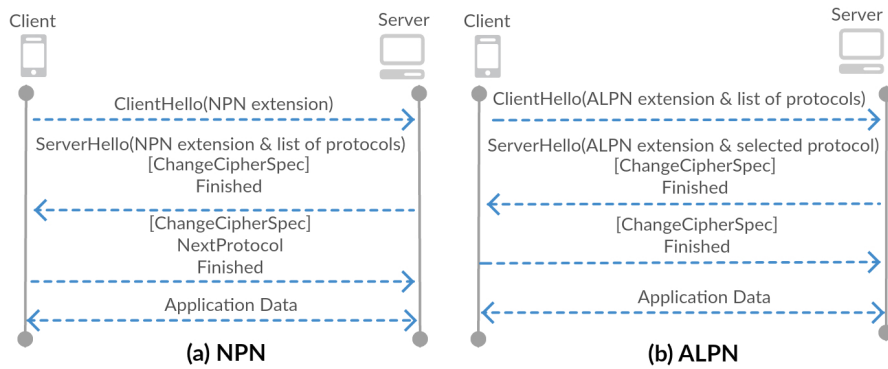 Client
Server
ClientHello(NPN extension)
ServerHello(NPN extension & list of protocols)
[ChangeCipherSpec]
Finished
[ChangeCipherSpec]
NextProtocol
Finished
Application Data
(a) NPN
Client
Server
ClientHello(ALPN extension & list of protocols)
ServerHello(ALPN extension & selected protocol)
[ChangeCipherSpec]
Finished
[ChangeCipherSpec]
Finished
Application Data
(b) ALPN